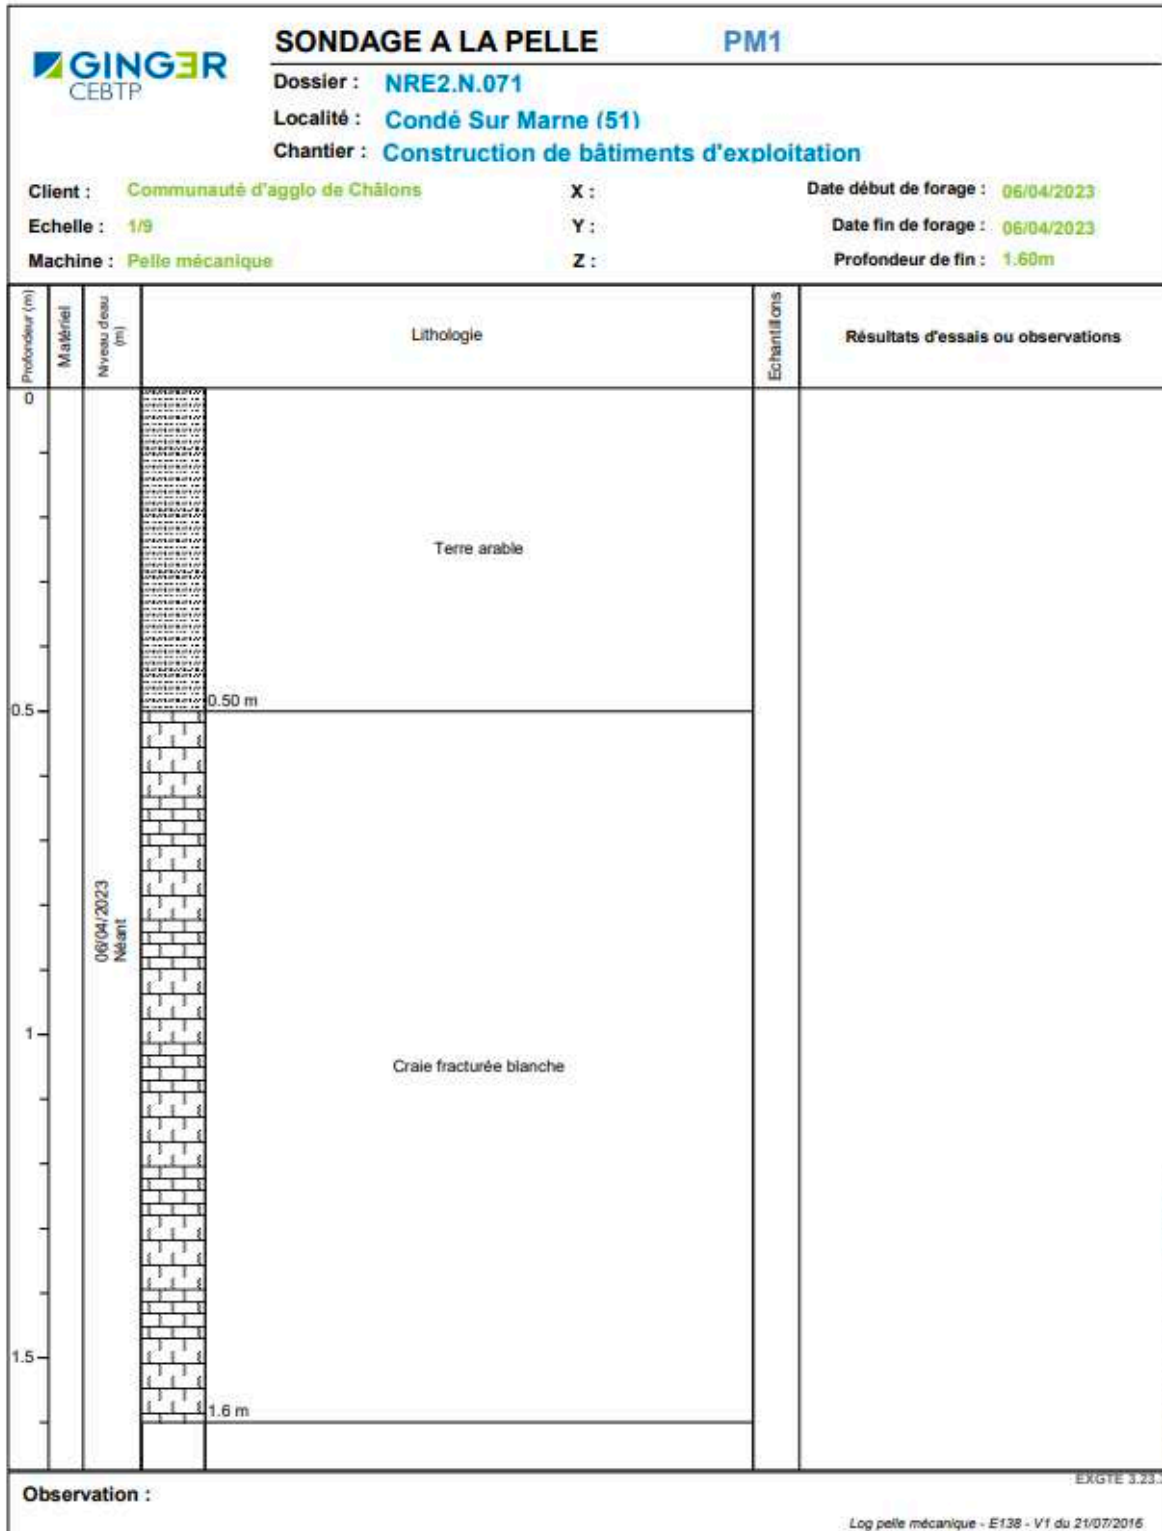 GINGER
CEBTP
SONDAGE A LA PELLE PM1
Dossier : NRE2.N.071
Localité : Condé Sur Marne (51)
Chantier : Construction de bâtiments d'exploitation
Client : Communauté d'agglo de Châlons X : Date début de forage : 06/04/2023
Echelle : 1/9 Y : Date fin de forage : 06/04/2023
Machine : Pelle mécanique Z : Profondeur de fin : 1.60m
Profondeur (m)
Matériel
Niveau deau
(m)
Lithologie
Echantillons
Résultats d'essais ou observations
0
Terre arable
0.50 m
0.5
06/04/2023
Néant
1
Craie fracturée blanche
1.5
1.6 m
EXGTE 3.23.
Observation :
Log pelle mécanique - E138 - V1 du 21/07/2016